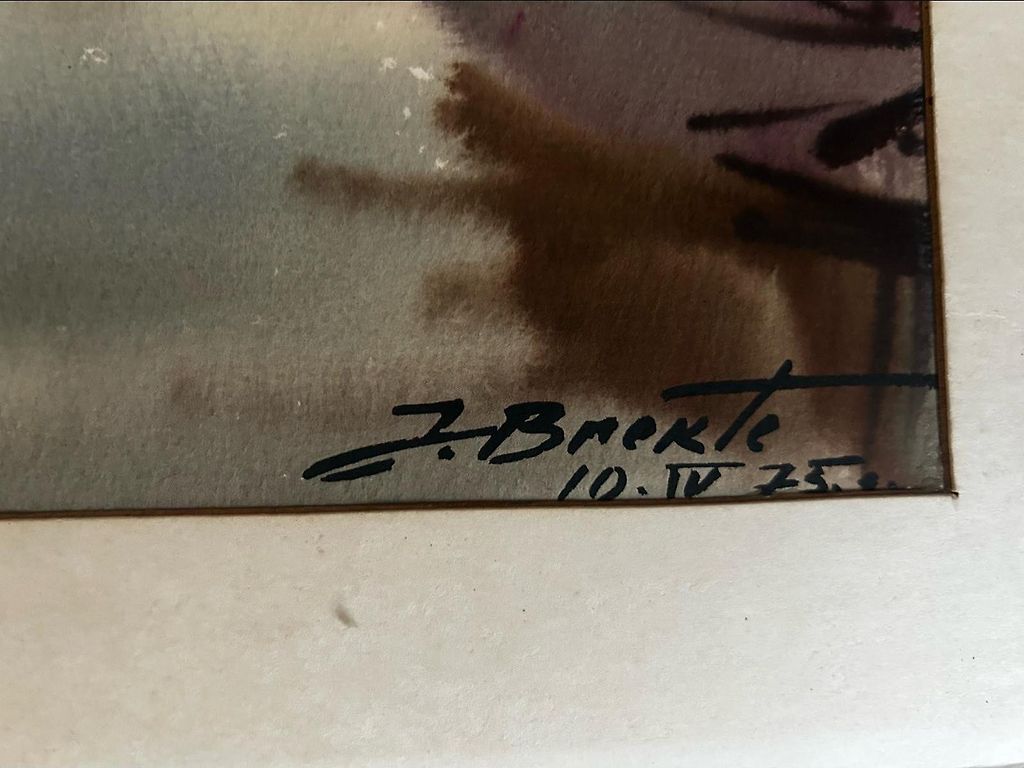 J. Brekte
10. IV 75.